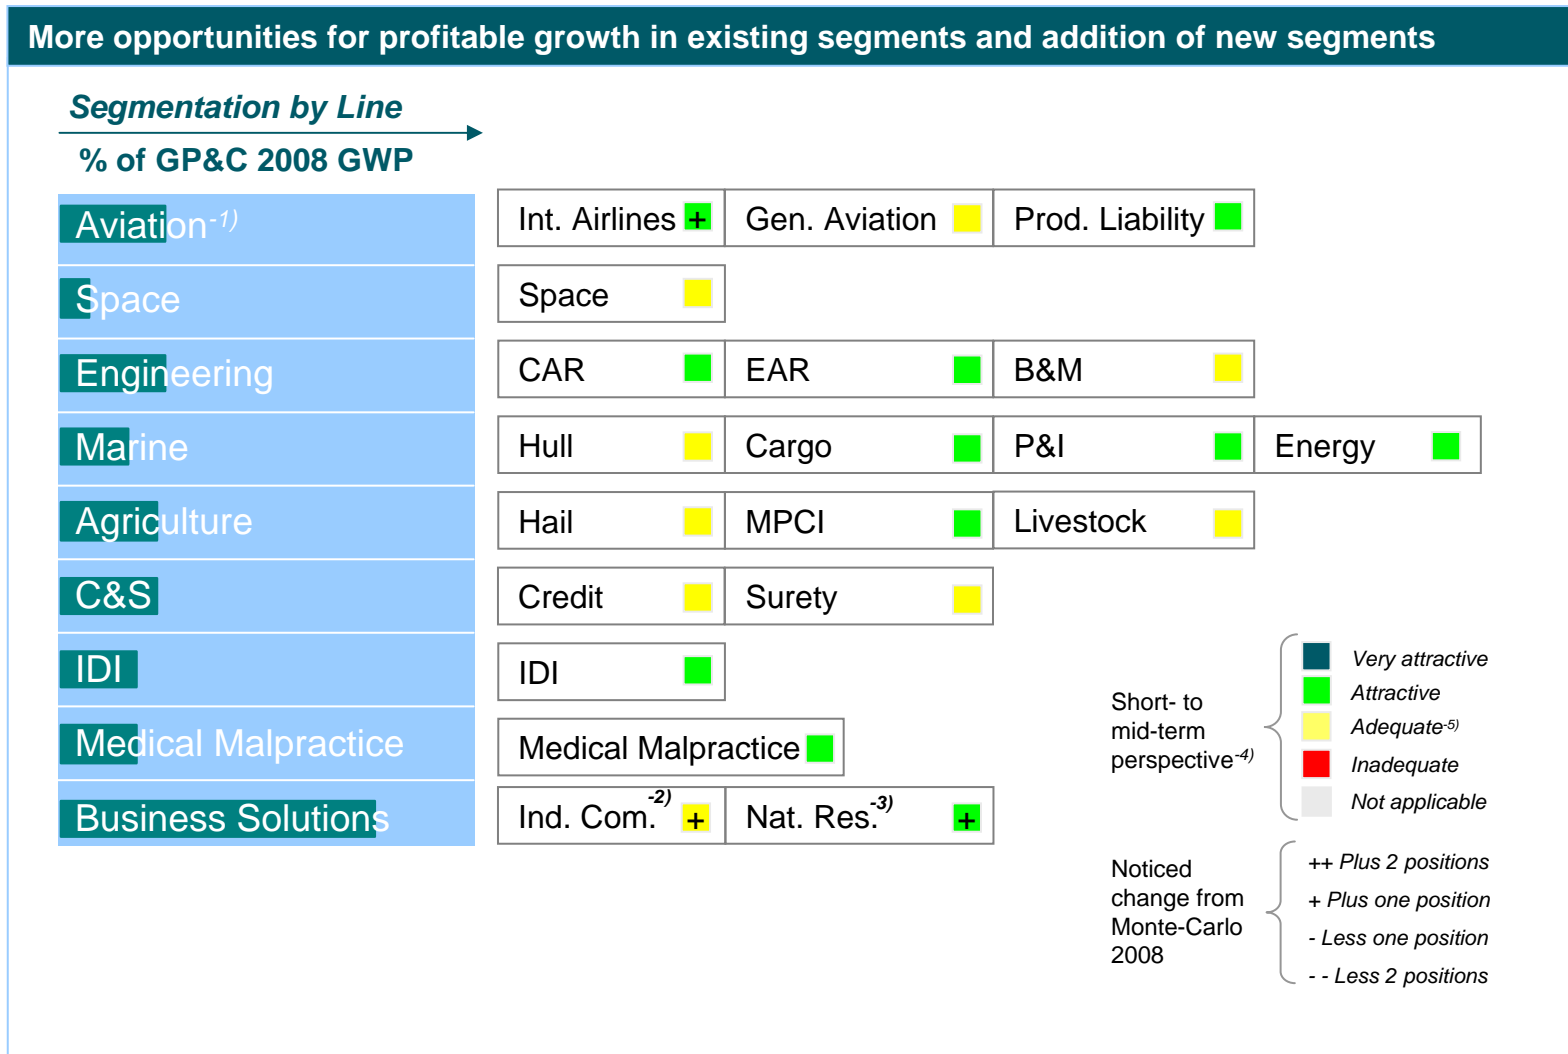 More opportunities for profitable growth in existing segments and addition of new segments
Segmentation by Line
% of GP&C 2008 GWP
Aviation-1)
Int. Airlines + Gen. Aviation Prod. Liability
Space
Space
Engineering
CAR EAR B&M
Marine
Hull Cargo P&I Energy
Agriculture
Hail MPCI Livestock
C&S
Credit Surety
IDI
IDI
Medical Malpractice
Medical Malpractice
Business Solutions
Ind. Com.-2) + Nat. Res.-3) +
Short- to
mid-term
perspective-4)
Very attractive
Attractive
Adequate-5)
Inadequate
Not applicable
Noticed
change from
Monte-Carlo
2008
++ Plus 2 positions
+ Plus one position
- Less one position
- - Less 2 positions